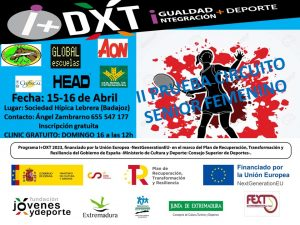 i+DXT
IGUALDAD
INTEGRACIÓN + DEPORTE
GLOBAL
escuelas
AON
HEAD
Fecha: 15-16 de Abril
Lugar: Sociedad Hípica Lebrera (Badajoz)
Contacto: Ángel Zambrano 655 547 177
Inscripción gratuita
CLINIC GRATUITO: DOMINGO 16 a las 12h
II PRUEBA CIRCUITO
SENIOR FEMENINO
Programa I+DXT 2023, financiado por la Unión Europea -NextGenerationEU- en el marco del Plan de Recuperación, Transformación y
Resiliencia del Gobierno de España -Ministerio de Cultura y Deporte: Consejo Superior de Deportes-.
Plan de
Recuperación,
Transformación
y Resiliencia
Financiado por
la Unión Europea
NextGenerationEU
FUNDACIÓN
JÓVENES
y DEPORTE
Extremadura
JUNTA DE EXTREMADURA
FEXT